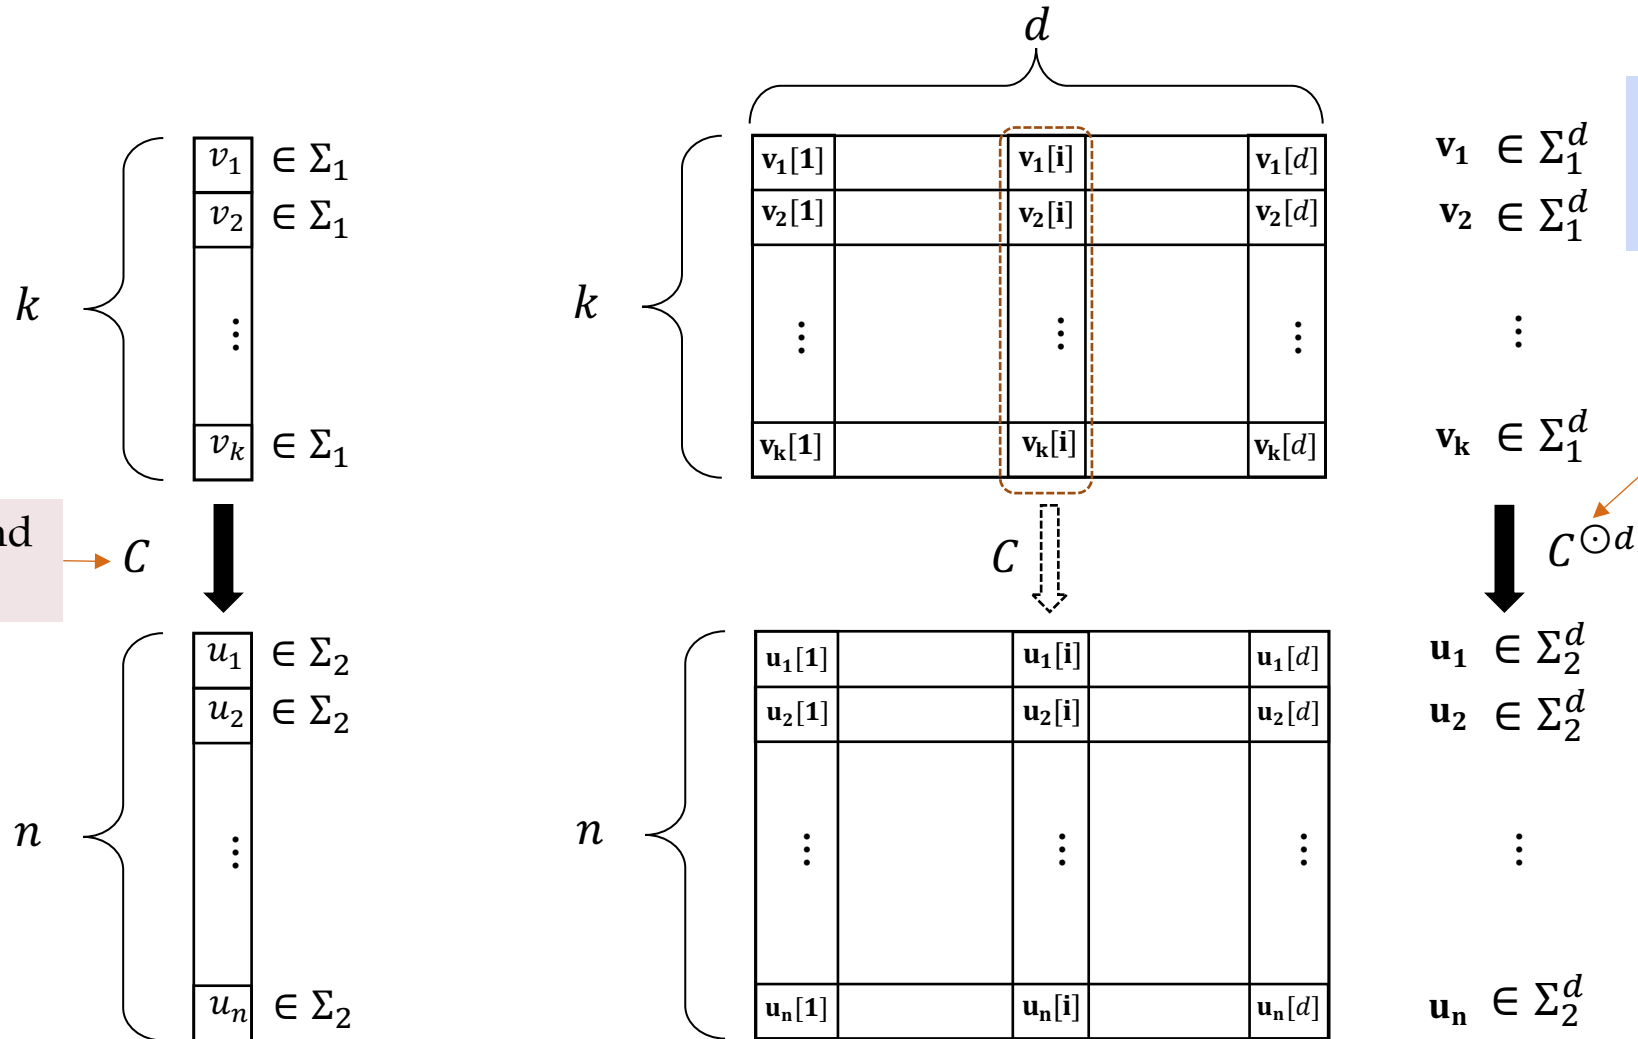 d
k
v₁ ∈ Σ₁
v₂ ∈ Σ₁
⋮
vₖ ∈ Σ₁
k
v₁[1] v₁[i] v₁[d]
v₂[1] v₂[i] v₂[d]
⋮ ⋮ ⋮
vₖ[1] vₖ[i] vₖ[d]
v₁ ∈ Σ₁ᵈ
v₂ ∈ Σ₁ᵈ
⋮
vₖ ∈ Σ₁ᵈ
nd
C
C
C^⊙d
n
u₁ ∈ Σ₂
u₂ ∈ Σ₂
⋮
uₙ ∈ Σ₂
n
u₁[1] u₁[i] u₁[d]
u₂[1] u₂[i] u₂[d]
⋮ ⋮ ⋮
uₙ[1] uₙ[i] uₙ[d]
u₁ ∈ Σ₂ᵈ
u₂ ∈ Σ₂ᵈ
⋮
uₙ ∈ Σ₂ᵈ